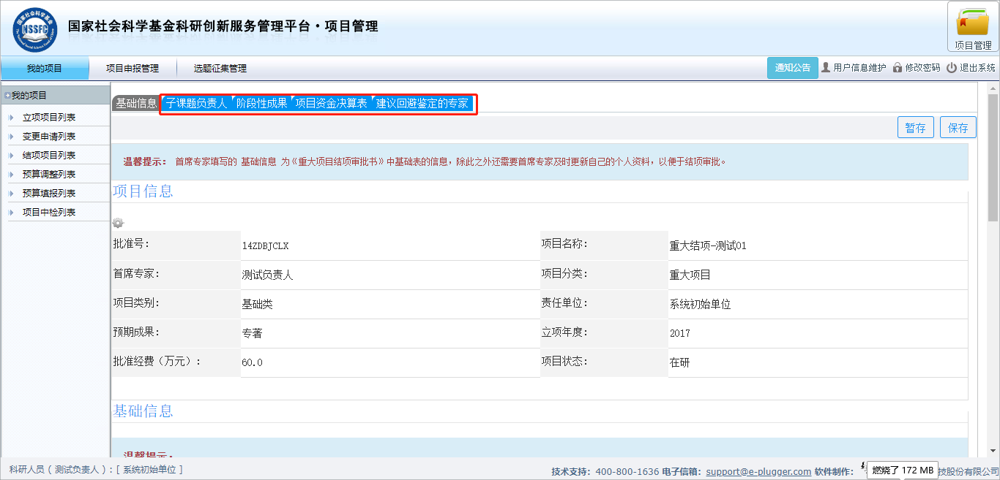 国家社会科学基金
NSSFC
国家社会科学基金科研创新服务管理平台·项目管理
项目管理
我的项目 项目申报管理 选题征集管理 通知公告 用户信息维护 修改密码 退出系统
我的项目
立项项目列表
变更申请列表
结项项目列表
预算调整列表
预算填报列表
项目中检列表
基础信息 子课题负责人 阶段性成果 项目资金决算表 建议回避鉴定的专家
暂存 保存
温馨提示： 首席专家填写的 基础信息 为《重大项目结项审批书》中基础表的信息，除此之外还需要首席专家及时更新自己的个人资料，以便于结项审批。
项目信息
批准号： 14ZDBJCLX 项目名称： 重大结项-测试01
首席专家： 测试负责人 项目分类： 重大项目
项目类别： 基础类 责任单位： 系统初始单位
预期成果： 专著 立项年度： 2017
批准经费（万元）： 60.0 项目状态： 在研
基础信息
温馨提示：
科研人员 ( 测试负责人 ) : [ 系统初始单位 ] 技术支持： 400-800-1636 电子信箱： support@e-plugger.com 软件制作： 燃烧了 172 MB 技股份有限公司